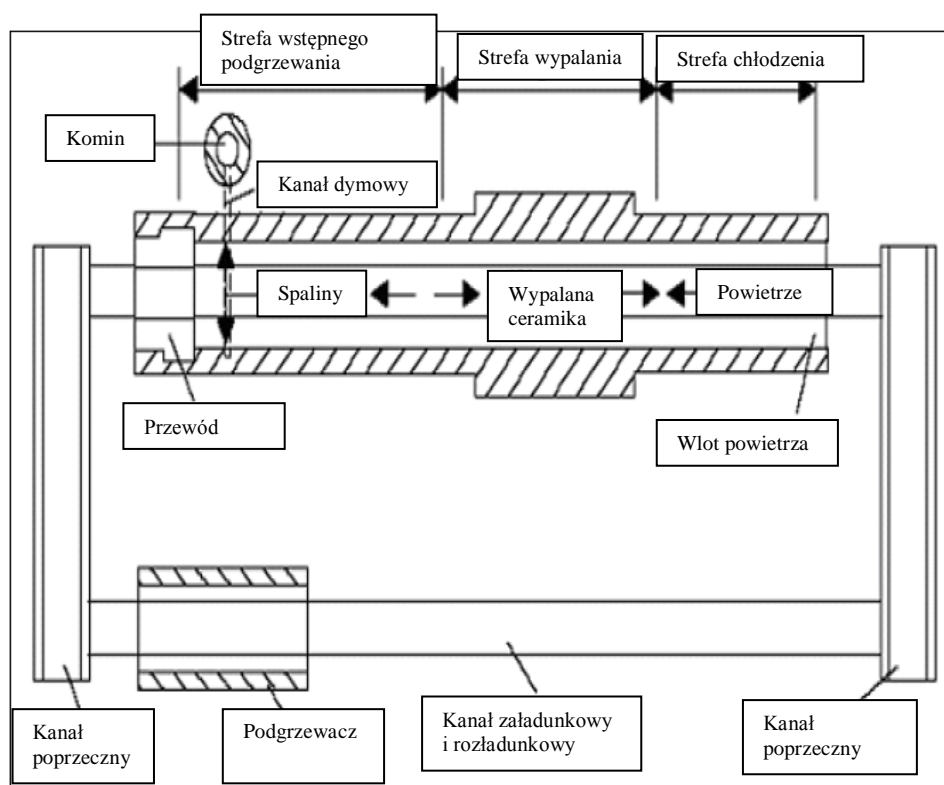 Strefa wstępnego
podgrzewania
Strefa wypalania
Strefa chłodzenia
Komin
Kanał dymowy
Spaliny
Wypalana
ceramika
Powietrze
Przewód
Wlot powietrza
Kanał
poprzeczny
Podgrzewacz
Kanał załadunkowy
i rozładunkowy
Kanał
poprzeczny